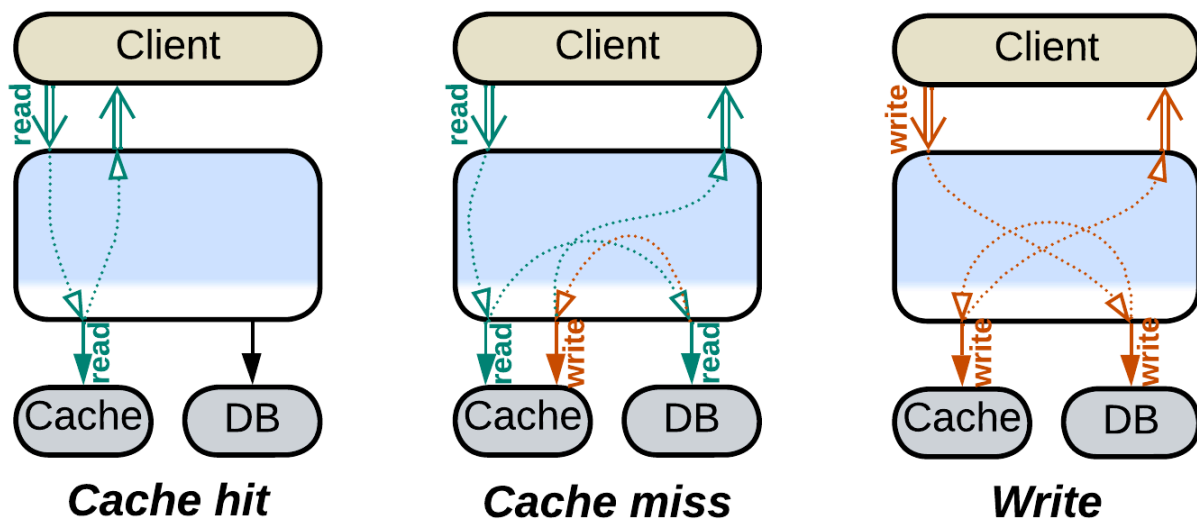 Client
read
read
Cache
DB
Cache hit
Client
read
read
write
read
Cache
DB
Cache miss
Client
write
write
write
Cache
DB
Write